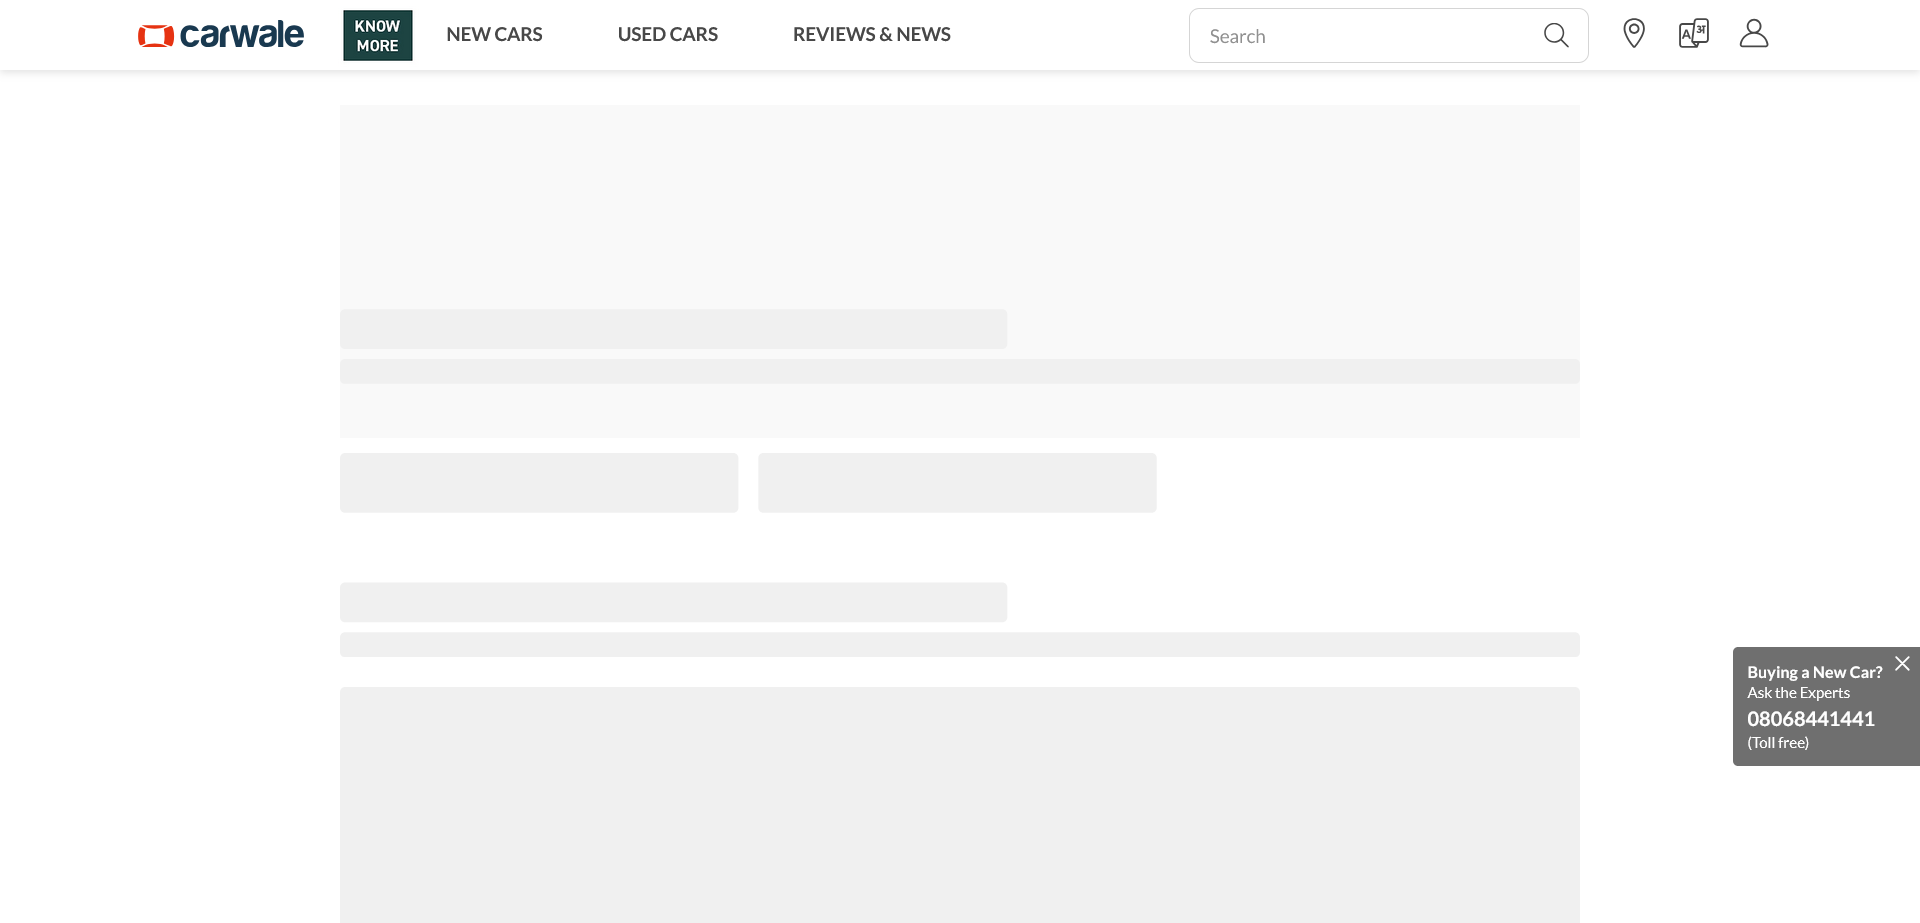 carwale
KNOW
MORE
NEW CARS
USED CARS
REVIEWS & NEWS
Search
A अ
Buying a New Car?
Ask the Experts
08068441441
(Toll free)